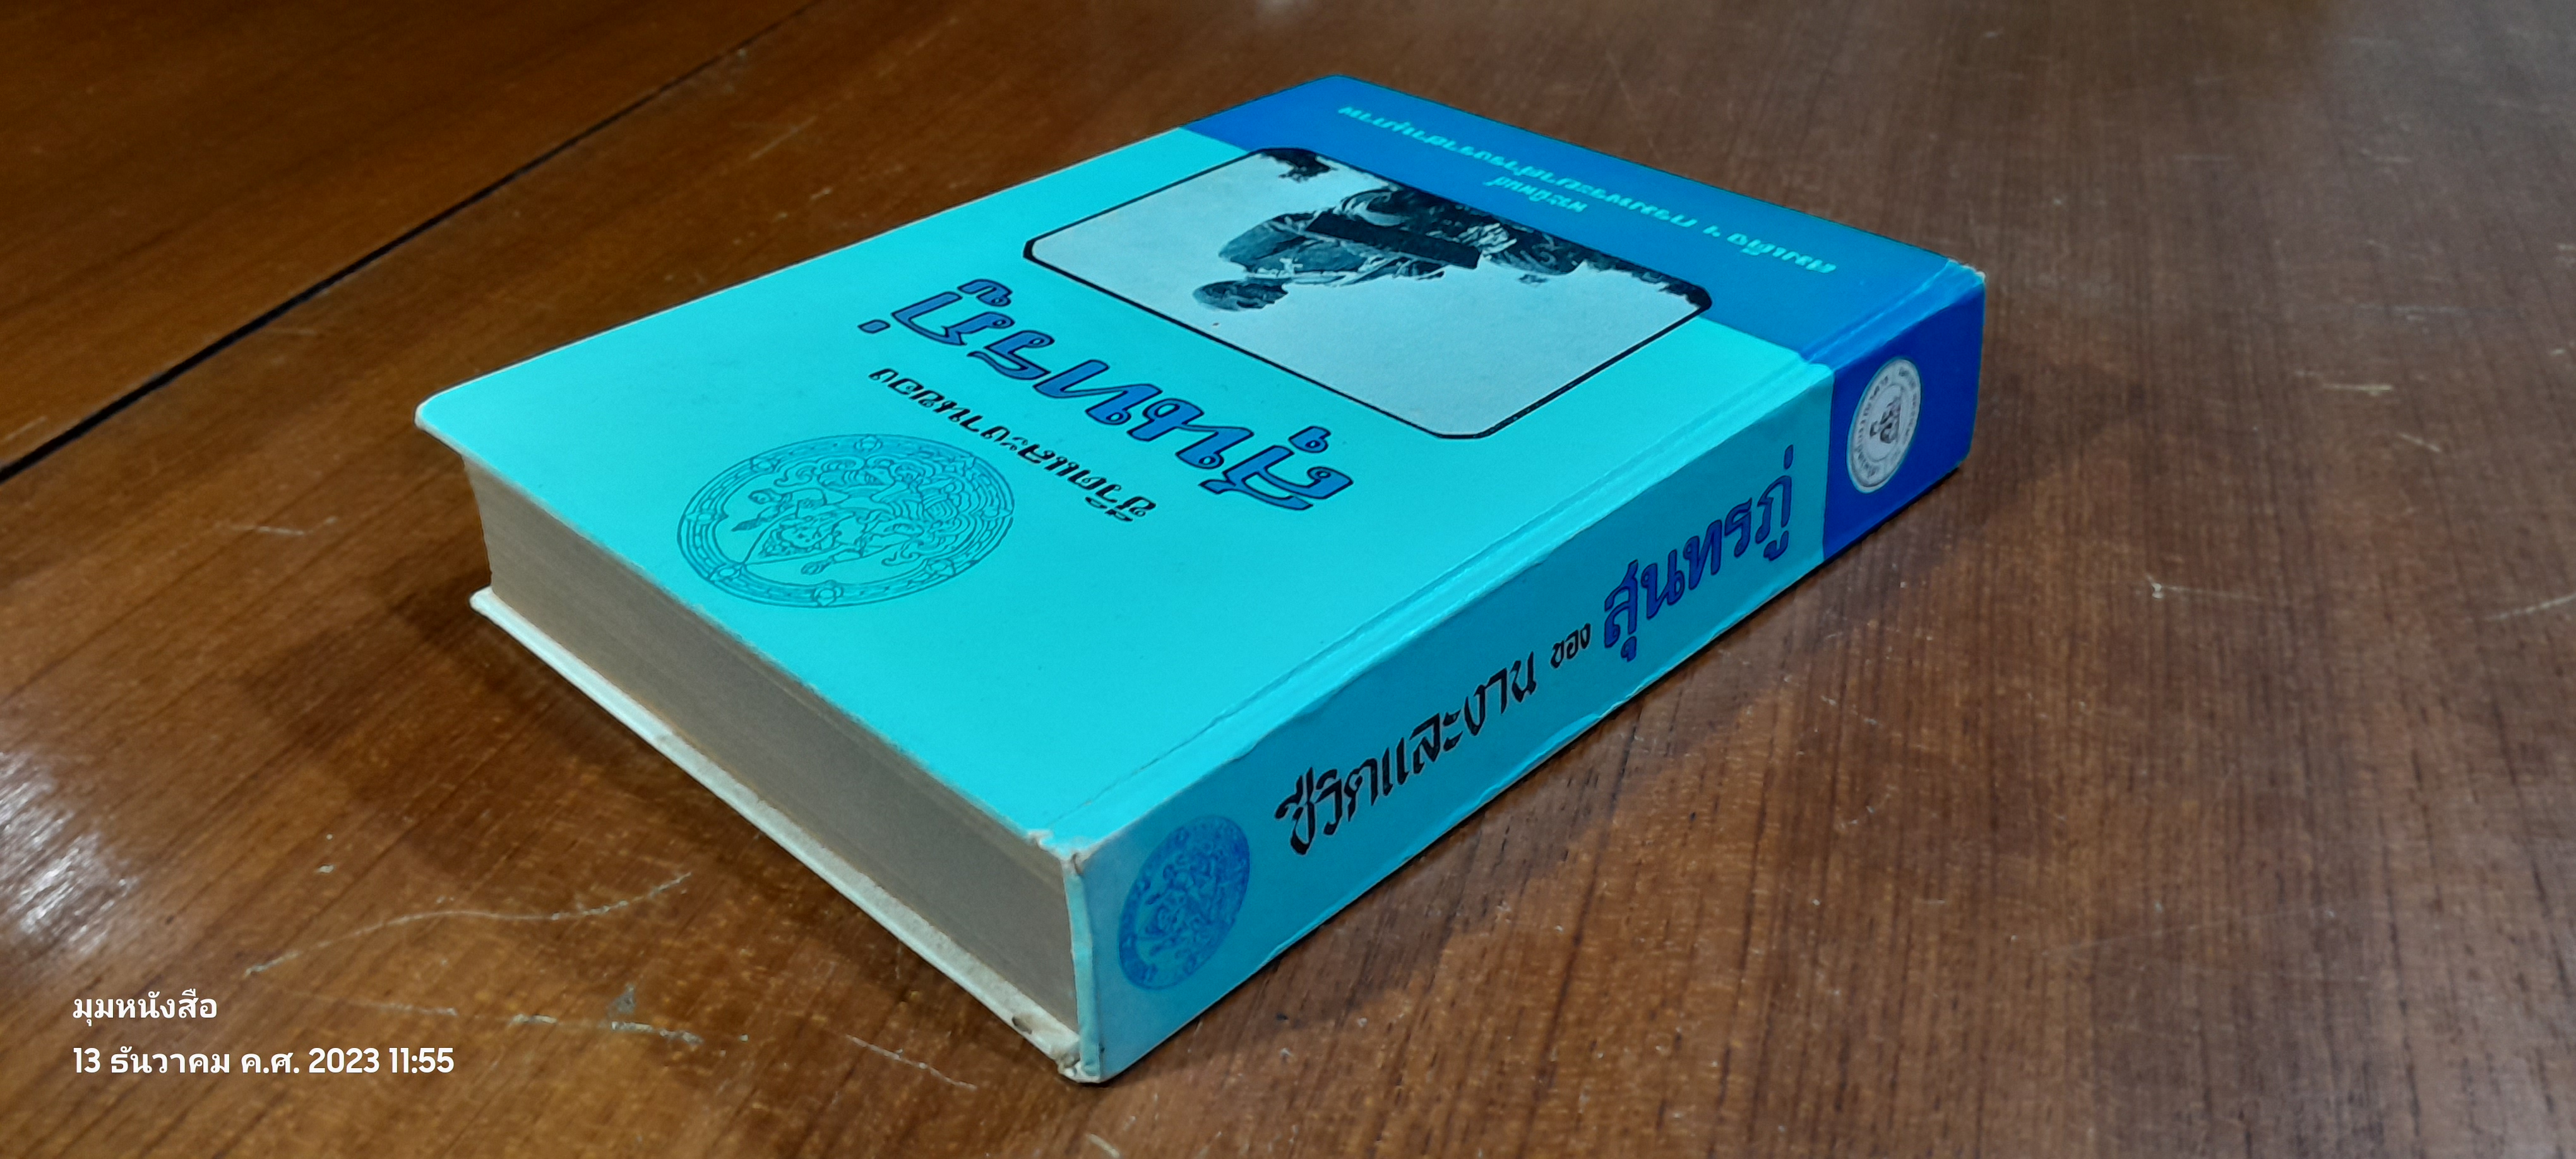 ชีวิตและงานของ
สุนทรภู่
ชีวิตและงาน ของ สุนทรภู่
มุมหนังสือ
13 ธันวาคม ค.ศ. 2023 11:55